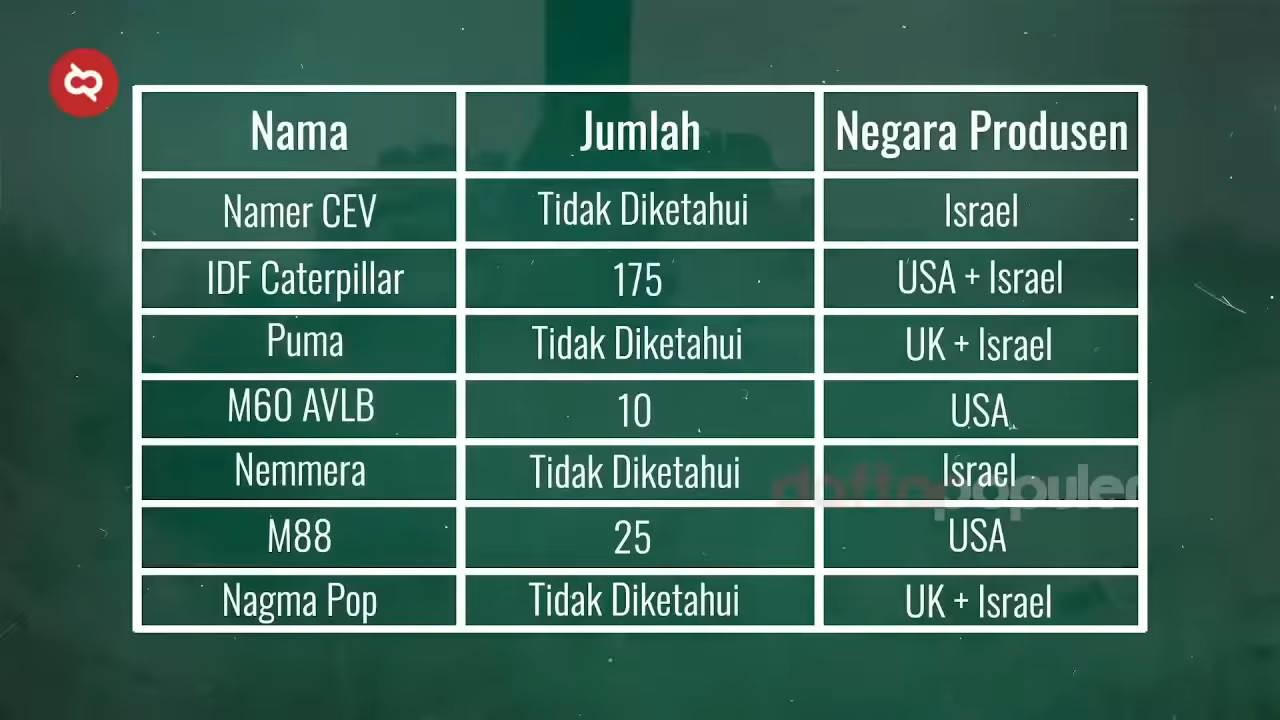 Nama Jumlah Negara Produsen
Namer CEV Tidak Diketahui Israel
IDF Caterpillar 175 USA + Israel
Puma Tidak Diketahui UK + Israel
M60 AVLB 10 USA
Nemmera Tidak Diketahui Israel
daftarpopuler
M88 25 USA
Nagma Pop Tidak Diketahui UK + Israel